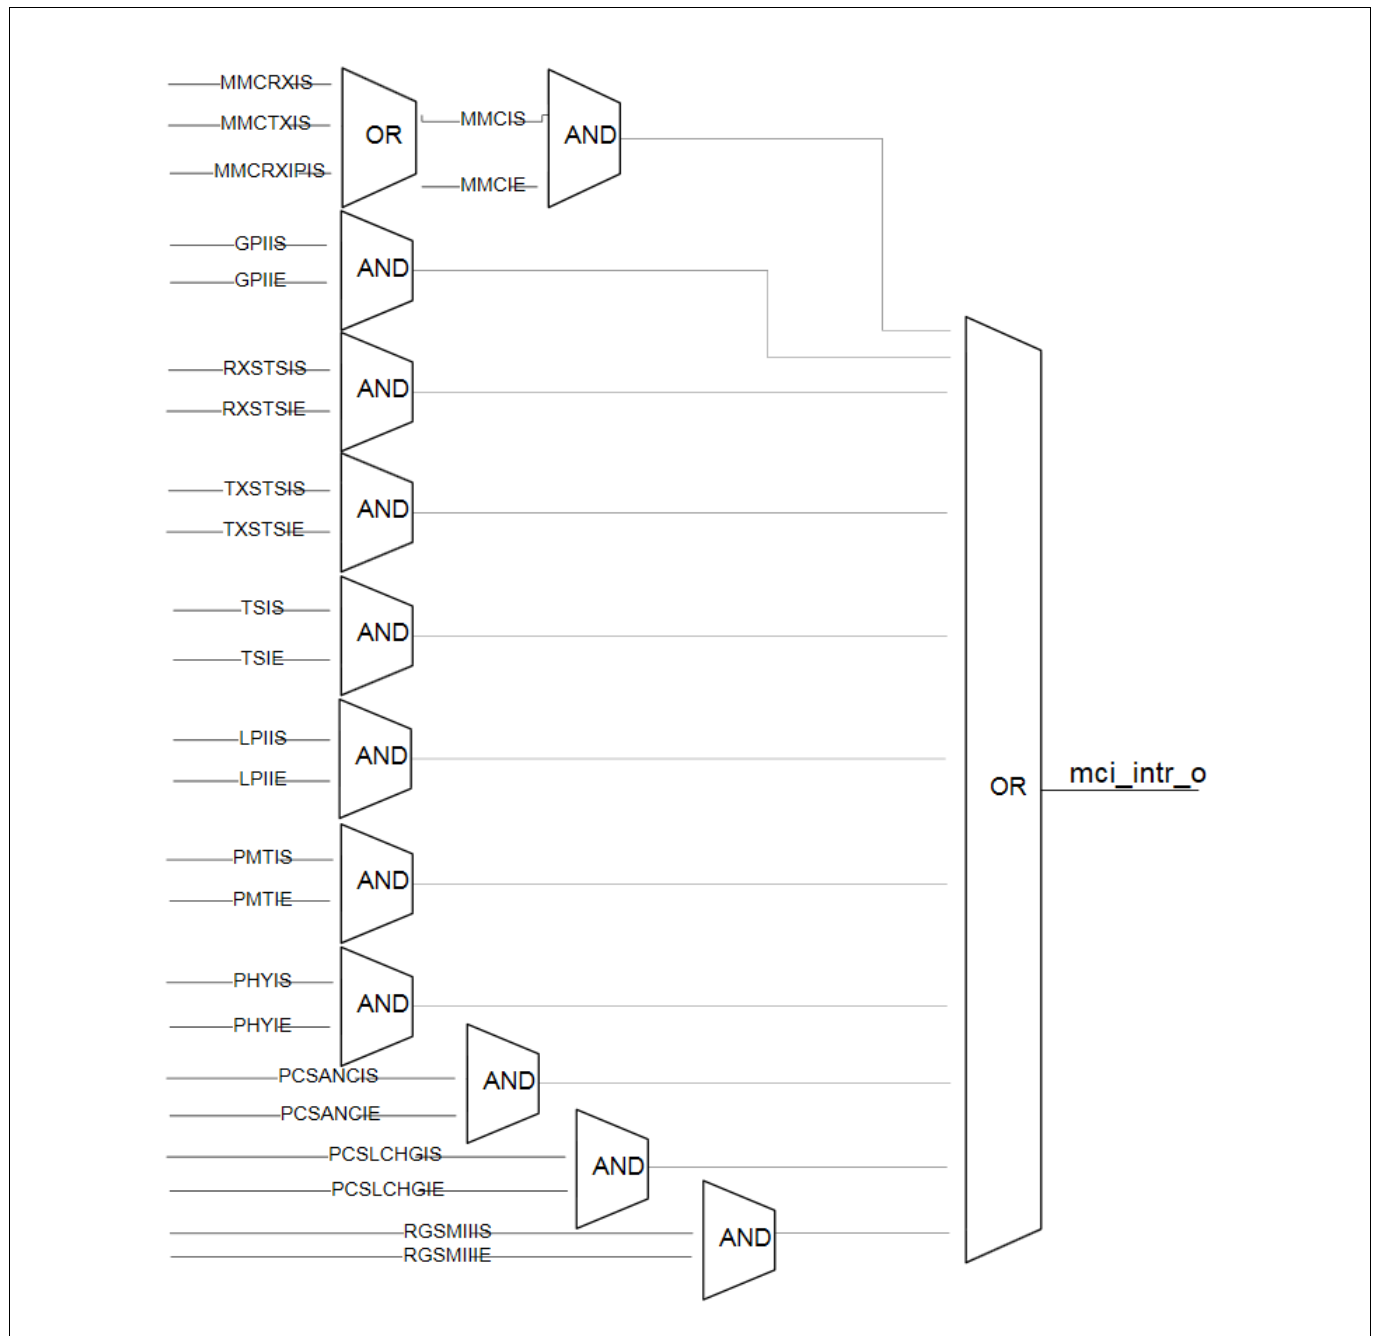 MMCRXIS
MMCTXIS
OR
MMCIS
AND
MMCRXIPIS
MMCIE
GPIIS
AND
GPIIE
RXSTSIS
AND
RXSTSIE
TXSTSIS
AND
TXSTSIE
TSIS
AND
TSIE
LPIIS
AND
LPIIE
OR
mci_intr_o
PMTIS
AND
PMTIE
PHYIS
AND
PHYIE
PCSANCIS
AND
PCSANCIE
PCSLCHGIS
AND
PCSLCHGIE
RGSMIIIS
AND
RGSMIIIE